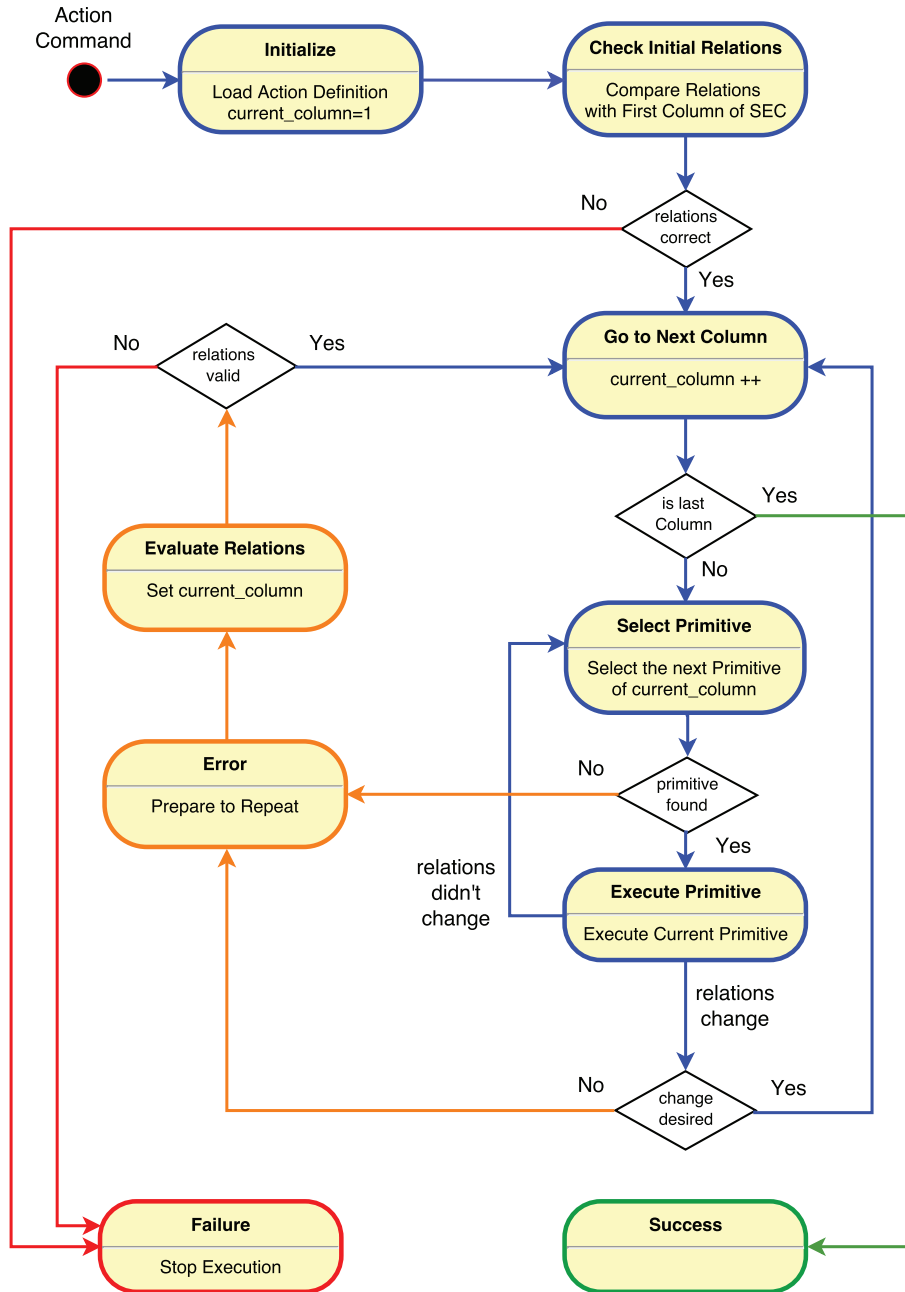 Action
Command
Initialize
Load Action Definition
current_column=1
Check Initial Relations
Compare Relations
with First Column of SEC
No
relations
correct
Yes
No
relations
valid
Yes
Go to Next Column
current_column ++
is last
Column
Yes
No
Evaluate Relations
Set current_column
Select Primitive
Select the next Primitive
of current_column
Error
Prepare to Repeat
No
primitive
found
Yes
relations
didn't
change
Execute Primitive
Execute Current Primitive
relations
change
No
change
desired
Yes
Failure
Stop Execution
Success